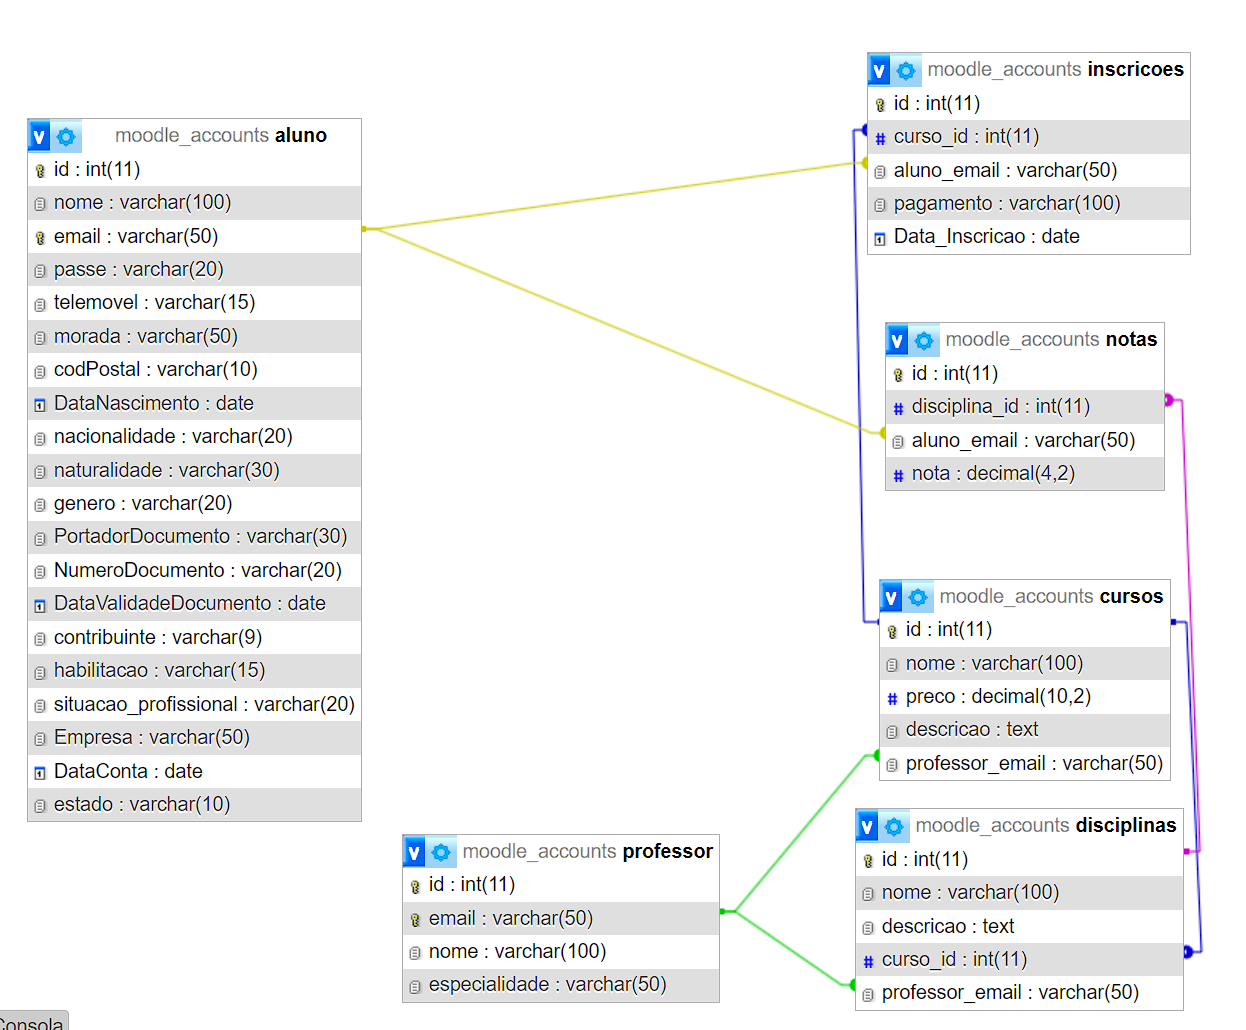 moodle_accounts aluno
id : int(11)
nome : varchar(100)
email : varchar(50)
passe : varchar(20)
telemovel : varchar(15)
morada : varchar(50)
codPostal : varchar(10)
DataNascimento : date
nacionalidade : varchar(20)
naturalidade : varchar(30)
genero : varchar(20)
PortadorDocumento : varchar(30)
NumeroDocumento : varchar(20)
DataValidadeDocumento : date
contribuinte : varchar(9)
habilitacao : varchar(15)
situacao_profissional : varchar(20)
Empresa : varchar(50)
DataConta : date
estado : varchar(10)
moodle_accounts inscricoes
id : int(11)
curso_id : int(11)
aluno_email : varchar(50)
pagamento : varchar(100)
Data_Inscricao : date
moodle_accounts notas
id : int(11)
disciplina_id : int(11)
aluno_email : varchar(50)
nota : decimal(4,2)
moodle_accounts cursos
id : int(11)
nome : varchar(100)
preco : decimal(10,2)
descricao : text
professor_email : varchar(50)
moodle_accounts professor
id : int(11)
email : varchar(50)
nome : varchar(100)
especialidade : varchar(50)
moodle_accounts disciplinas
id : int(11)
nome : varchar(100)
descricao : text
curso_id : int(11)
professor_email : varchar(50)
Consola